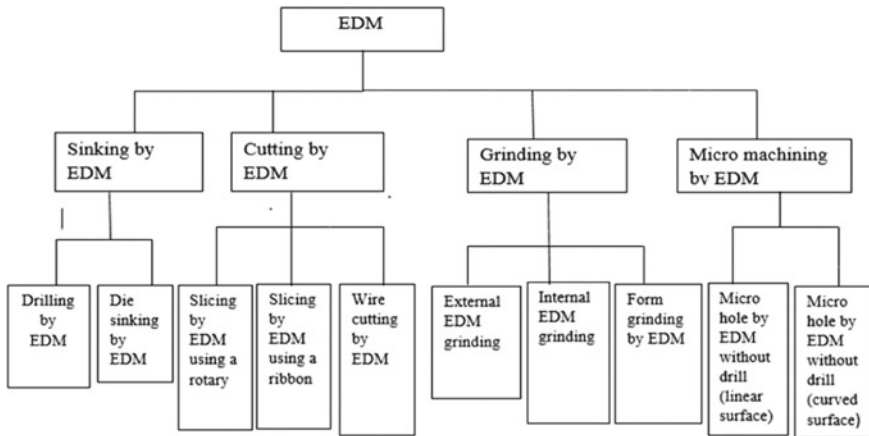 EDM
Sinking by
EDM
Cutting by
EDM
Grinding by
EDM
Micro machining
by EDM
Drilling
by
EDM
Die
sinking
by
EDM
Slicing
by
EDM
using a
rotary
Slicing
by
EDM
using a
ribbon
Wire
cutting
by
EDM
External
EDM
grinding
Internal
EDM
grinding
Form
grinding
by EDM
Micro
hole by
EDM
without
drill
(linear
surface)
Micro
hole by
EDM
without
drill
(curved
surface)